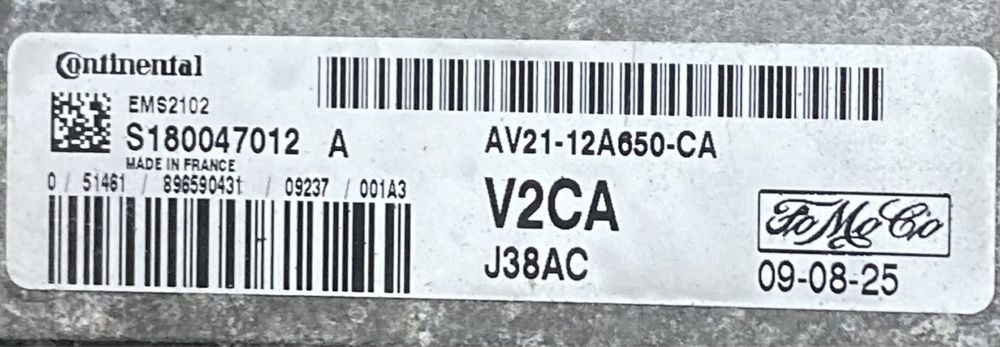 Continental
EMS2102
S180047012 A
MADE IN FRANCE
0 / 51461 / 896590431 / 09237 / 001A3
AV21-12A650-CA
V2CA
J38AC
FoMoCo
09-08-25